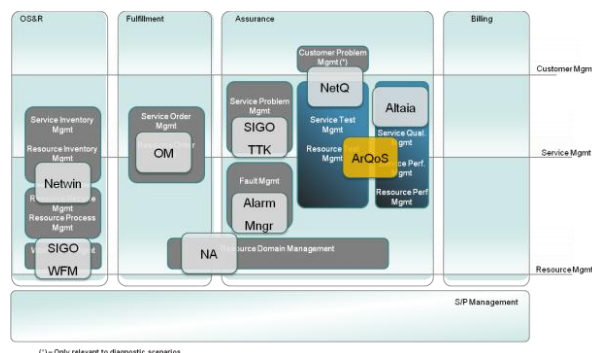 OS&R
Fulfillment
Assurance
Billing
Customer Problem
Mgmt (*)
Customer Mgm
NetQ
Altaia
Service Inventory
Mgmt
Resource Inventory
Mgmt
Netwin
Resource Process
Mgmt
SIGO
WFM
Service Order
Mgmt
OM
Service Problem
Mgmt
SIGO
TTK
Service Test
Mgmt
Resource
Mgmt
ArQoS
Service Qual.
Mgmt
Perf.
Mgmt
Resource Perf
Mgmt
Service Mgmt
Fault Mgmt
Alarm
Mngr
NA
Resource Domain Management
Resource Mgmt
S/P Management
(*) – Only relevant to diagnostic scenarios